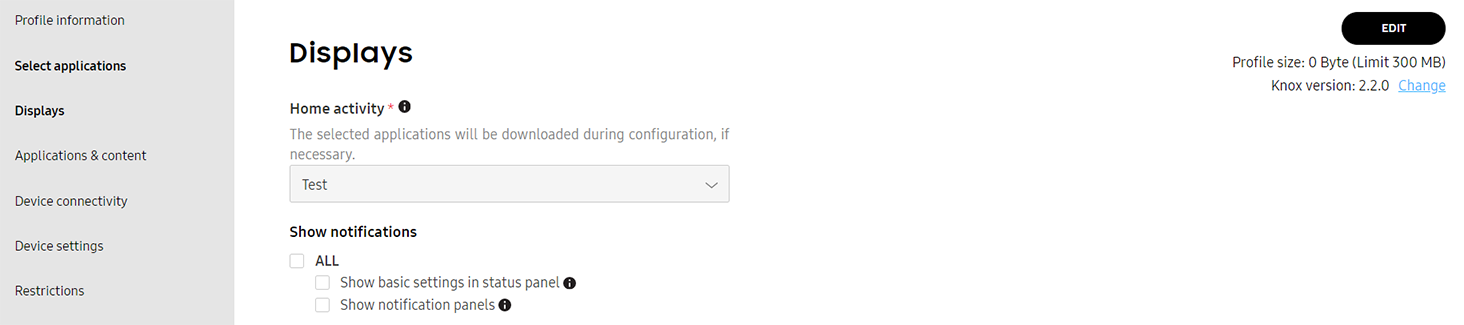 Profile information
Select applications
Displays
Applications & content
Device connectivity
Device settings
Restrictions
Displays
EDIT
Profile size: 0 Byte (Limit 300 MB)
Knox version: 2.2.0 Change
Home activity *
The selected applications will be downloaded during configuration, if
necessary.
Test
Show notifications
ALL
Show basic settings in status panel
Show notification panels